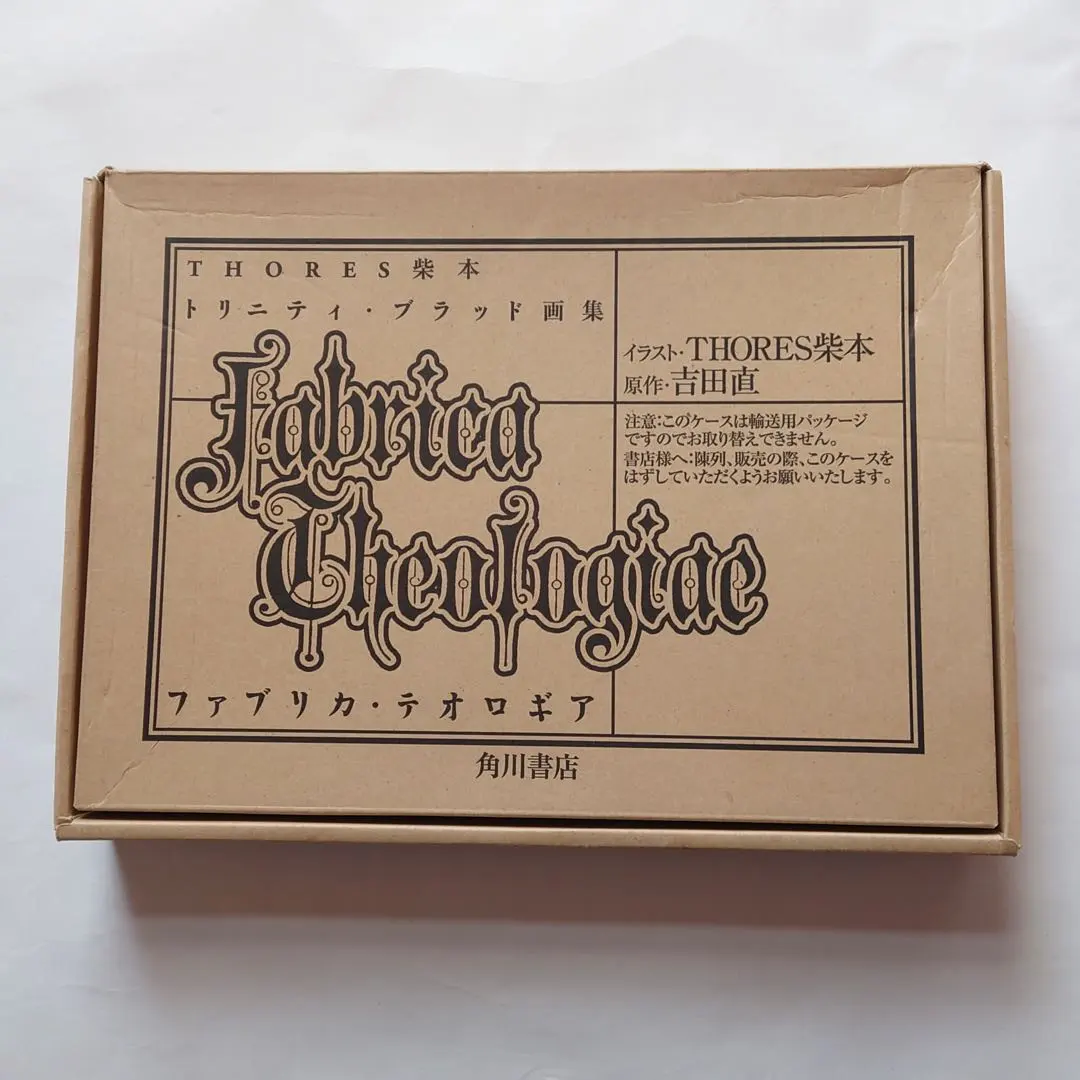 THORES柴本
トリニティ・ブラッド画集
Fabrica
Theologiae
ファブリカ・テオロギア
イラスト・THORES柴本
原作・吉田直
注意:このケースは輸送用パッケージ
ですのでお取り替えできません。
書店様へ:陳列、販売の際、このケースを
はずしていただくようお願いいたします。
角川書店